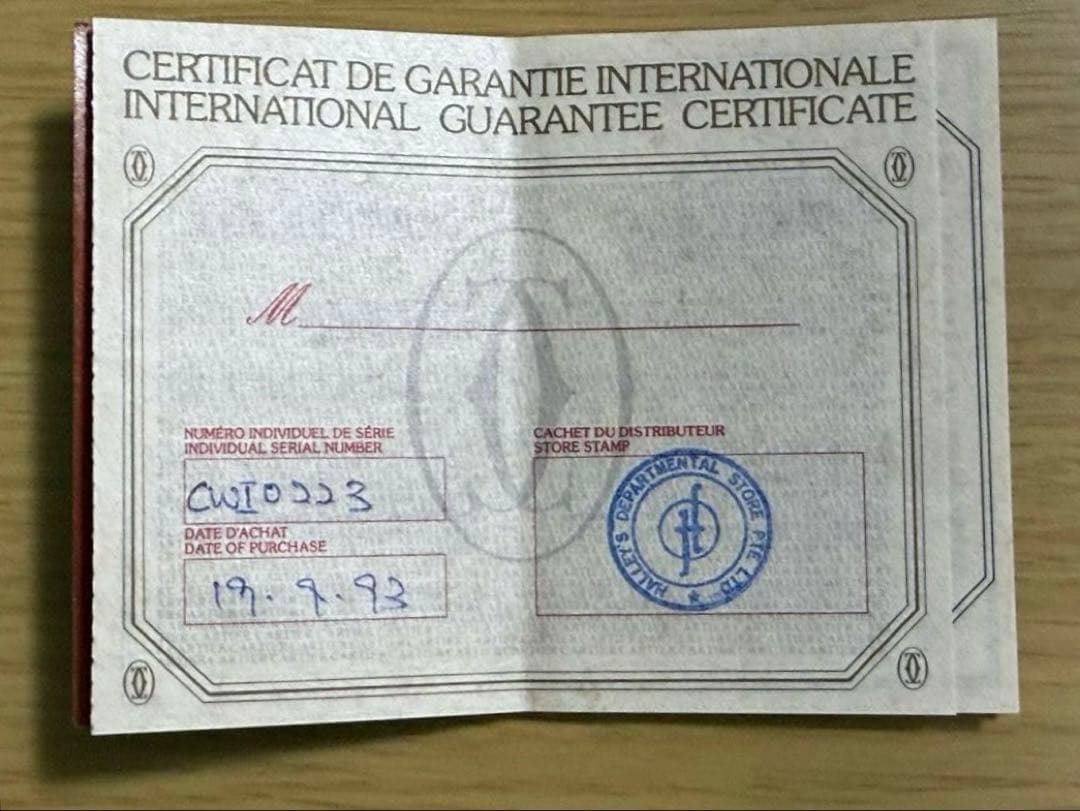 CERTIFICAT DE GARANTIE INTERNATIONALE
INTERNATIONAL GUARANTEE CERTIFICATE
M
NUMÉRO INDIVIDUEL DE SÉRIE
INDIVIDUAL SERIAL NUMBER
CWI0223
DATE D'ACHAT
DATE OF PURCHASE
19.9.93
CACHET DU DISTRIBUTEUR
STORE STAMP
HALLEY'S DEPARTMENTAL STORE PTE LTD